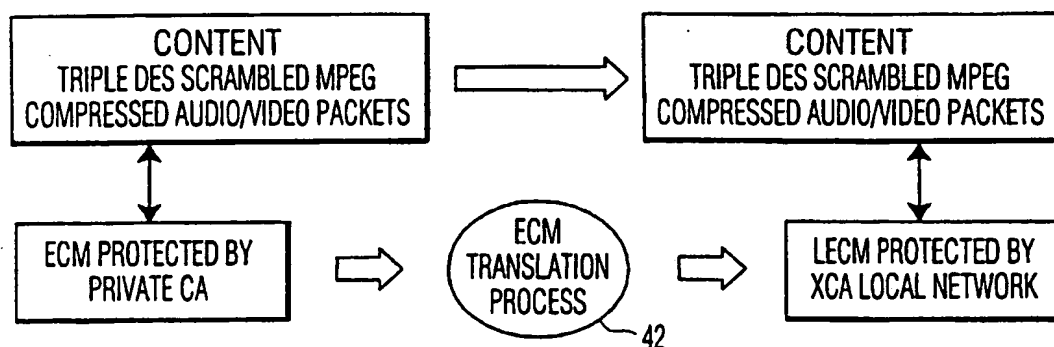 CONTENT
TRIPLE DES SCRAMBLED MPEG
COMPRESSED AUDIO/VIDEO PACKETS
CONTENT
TRIPLE DES SCRAMBLED MPEG
COMPRESSED AUDIO/VIDEO PACKETS
ECM PROTECTED BY
PRIVATE CA
ECM
TRANSLATION
PROCESS
42
LECM PROTECTED BY
XCA LOCAL NETWORK